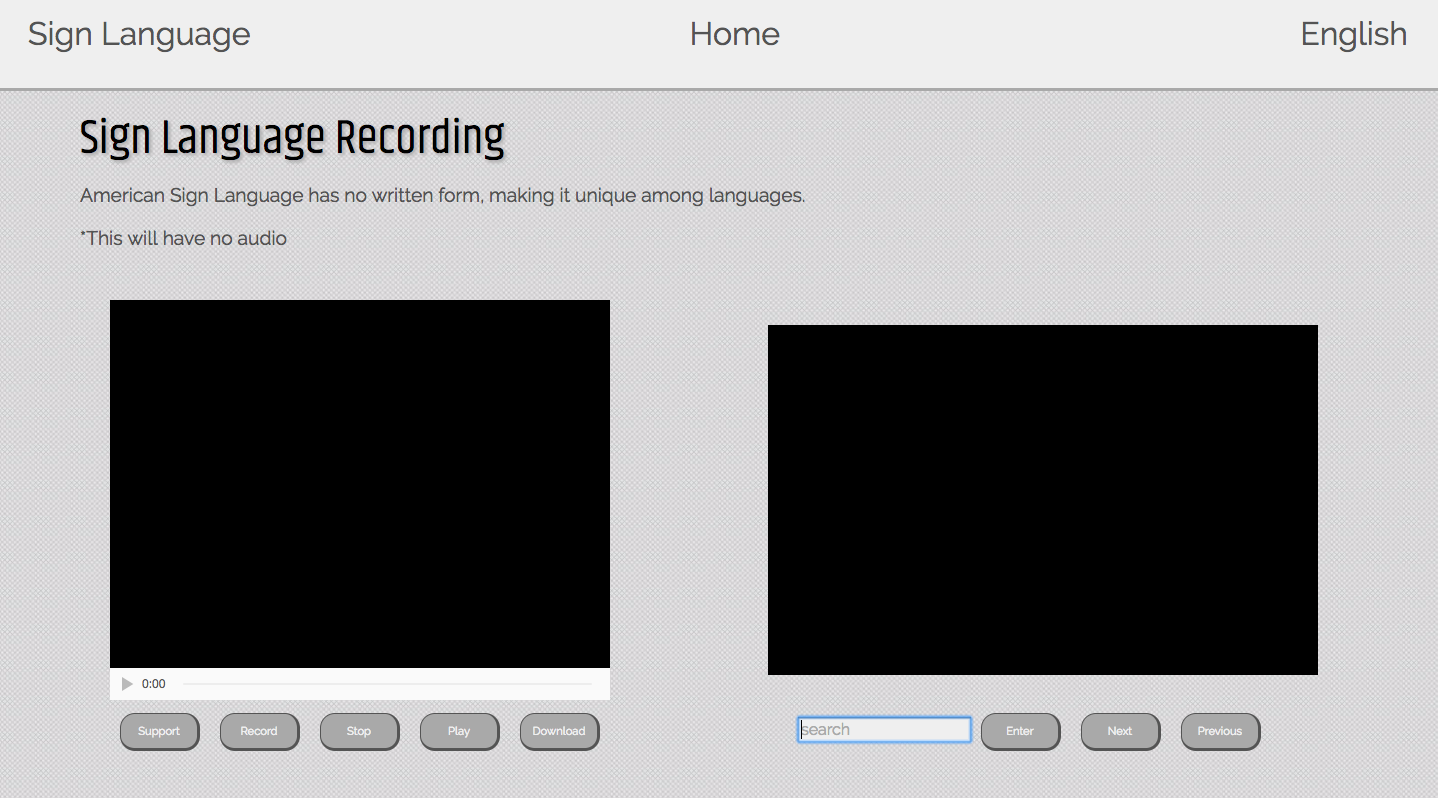 Sign Language Home English
Sign Language Recording
American Sign Language has no written form, making it unique among languages.
*This will have no audio
0:00
Support Record Stop Play Download
search Enter Next Previous